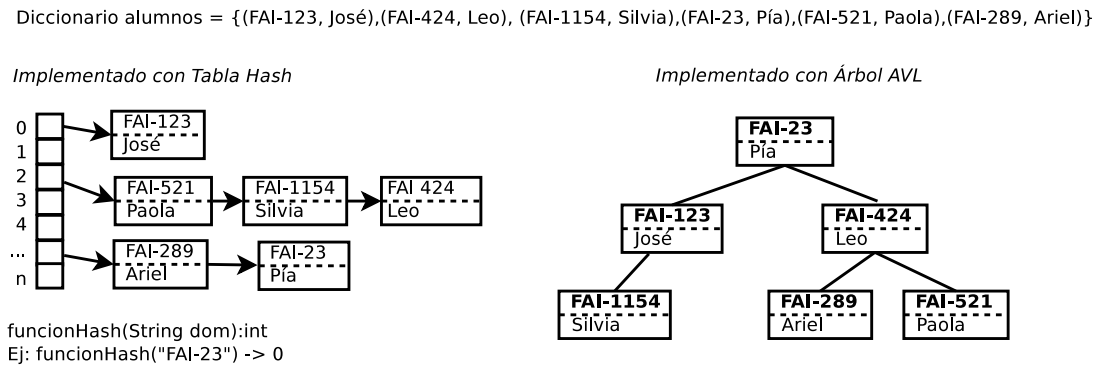 Diccionario alumnos = {(FAI-123, José),(FAI-424, Leo), (FAI-1154, Silvia),(FAI-23, Pía),(FAI-521, Paola),(FAI-289, Ariel)}
Implementado con Tabla Hash
0
1
2
3
4
...
n
FAI-123
José
FAI-521
Paola
FAI-1154
Silvia
FAI 424
Leo
FAI-289
Ariel
FAI-23
Pía
funcionHash(String dom):int
Ej: funcionHash("FAI-23") -> 0
Implementado con Árbol AVL
FAI-23
Pía
FAI-123
José
FAI-424
Leo
FAI-1154
Silvia
FAI-289
Ariel
FAI-521
Paola